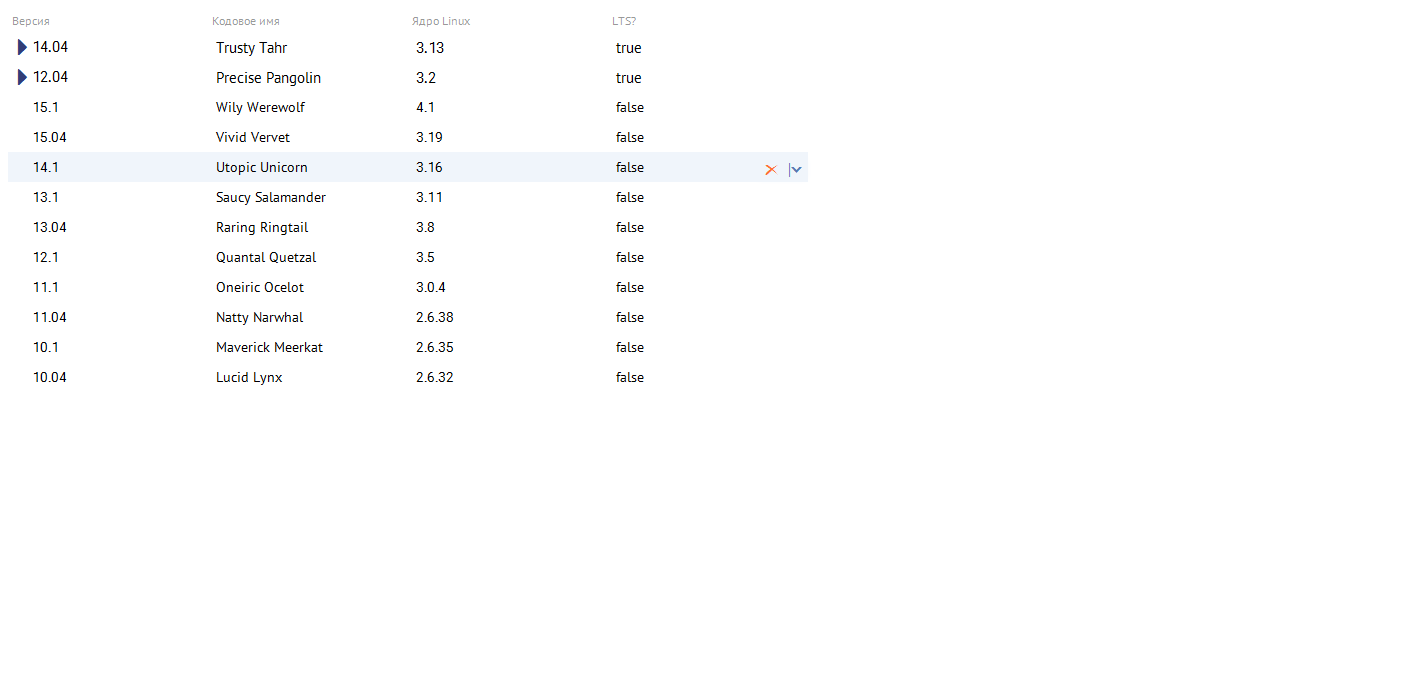 Версия Кодовое имя Ядро Linux LTS?
14.04 Trusty Tahr 3.13 true
12.04 Precise Pangolin 3.2 true
15.1 Wily Werewolf 4.1 false
15.04 Vivid Vervet 3.19 false
14.1 Utopic Unicorn 3.16 false
13.1 Saucy Salamander 3.11 false
13.04 Raring Ringtail 3.8 false
12.1 Quantal Quetzal 3.5 false
11.1 Oneiric Ocelot 3.0.4 false
11.04 Natty Narwhal 2.6.38 false
10.1 Maverick Meerkat 2.6.35 false
10.04 Lucid Lynx 2.6.32 false